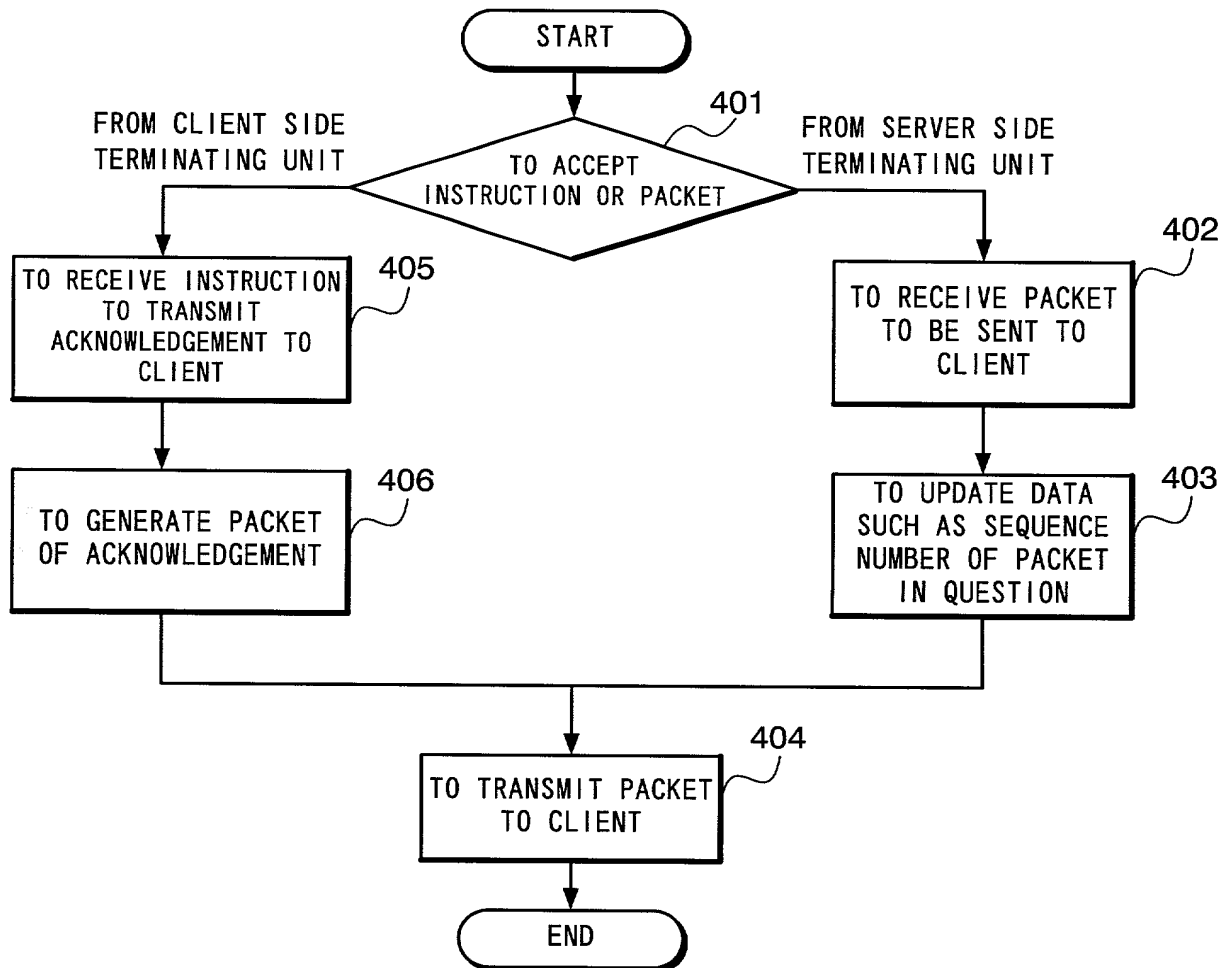 START
401
FROM CLIENT SIDE
TERMINATING UNIT
FROM SERVER SIDE
TERMINATING UNIT
TO ACCEPT
INSTRUCTION OR PACKET
405
TO RECEIVE INSTRUCTION
TO TRANSMIT
ACKNOWLEDGEMENT TO
CLIENT
402
TO RECEIVE PACKET
TO BE SENT TO
CLIENT
406
TO GENERATE PACKET
OF ACKNOWLEDGEMENT
403
TO UPDATE DATA
SUCH AS SEQUENCE
NUMBER OF PACKET
IN QUESTION
404
TO TRANSMIT PACKET
TO CLIENT
END